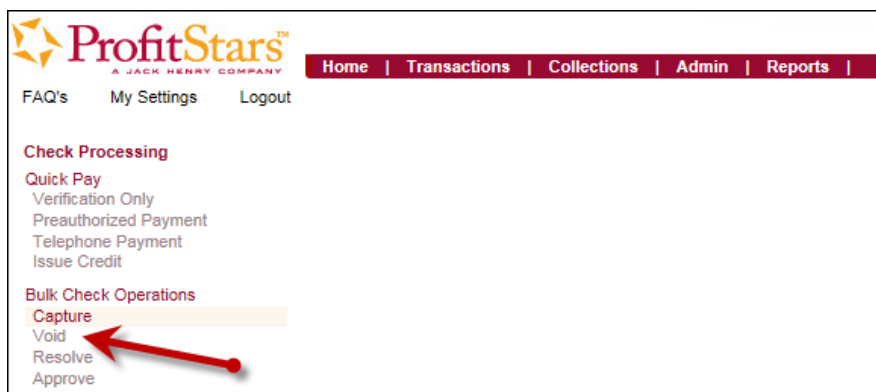 ProfitStars™
A JACK HENRY COMPANY
Home | Transactions | Collections | Admin | Reports |
FAQ's My Settings Logout
Check Processing
Quick Pay
Verification Only
Preauthorized Payment
Telephone Payment
Issue Credit
Bulk Check Operations
Capture
Void
Resolve
Approve